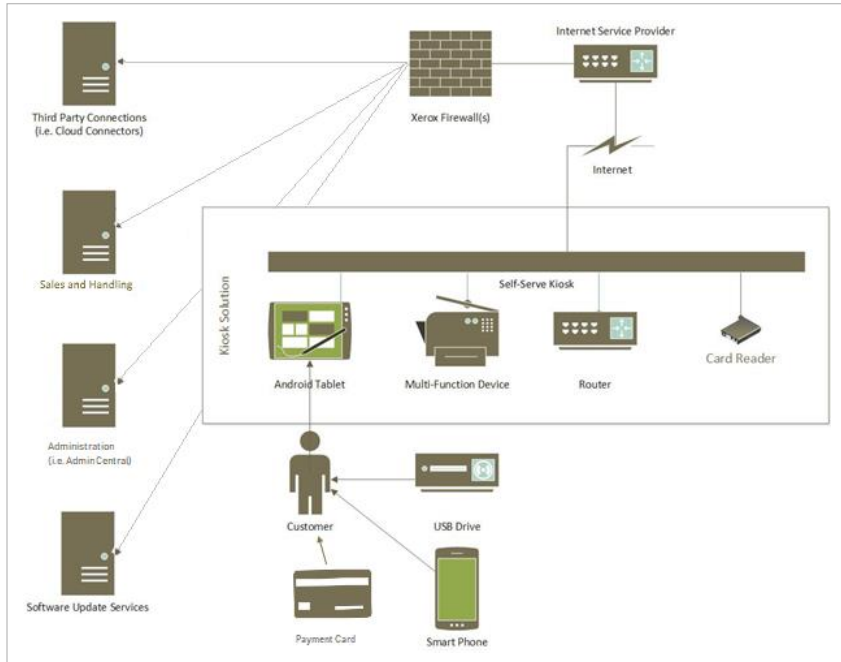 Internet Service Provider
Third Party Connections
(i.e. Cloud Connectors)
Xerox Firewall(s)
Internet
Sales and Handling
Kiosk Solution
Self-Serve Kiosk
Android Tablet
Multi-Function Device
Router
Card Reader
Administration
(i.e. Admin Central)
Customer
USB Drive
Software Update Services
Payment Card
Smart Phone